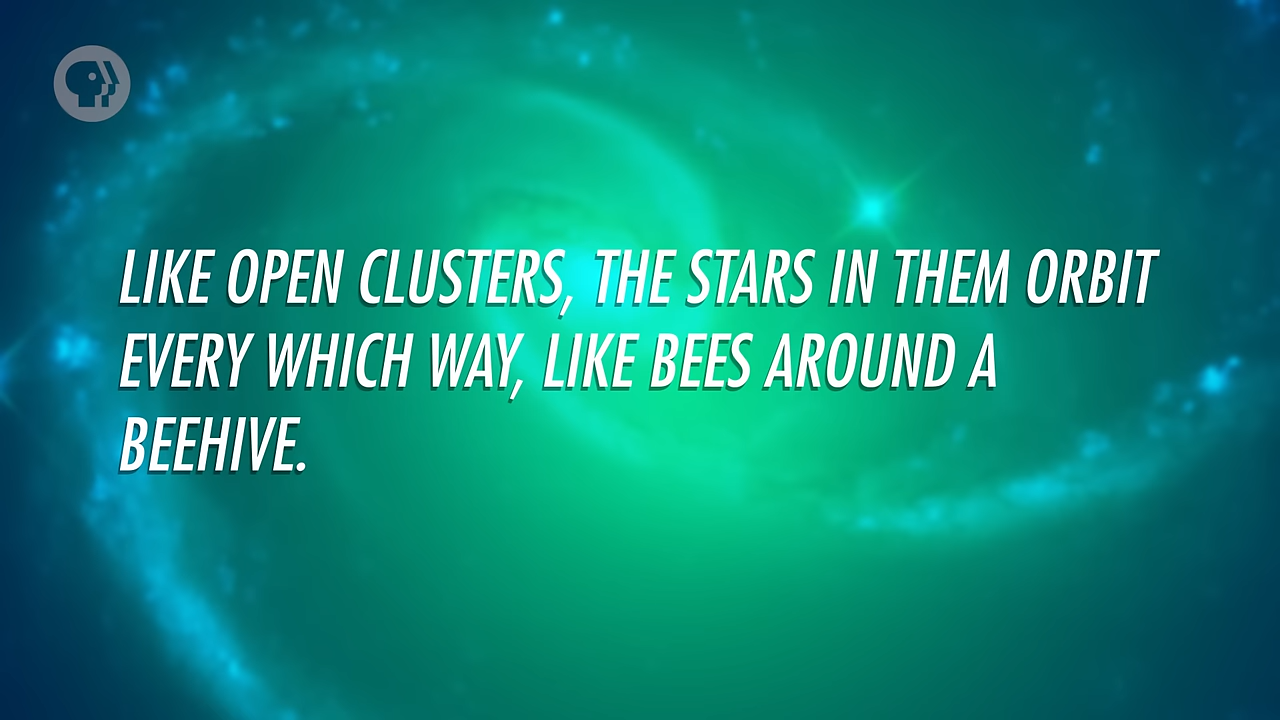 LIKE OPEN CLUSTERS, THE STARS IN THEM ORBIT
EVERY WHICH WAY, LIKE BEES AROUND A
BEEHIVE.